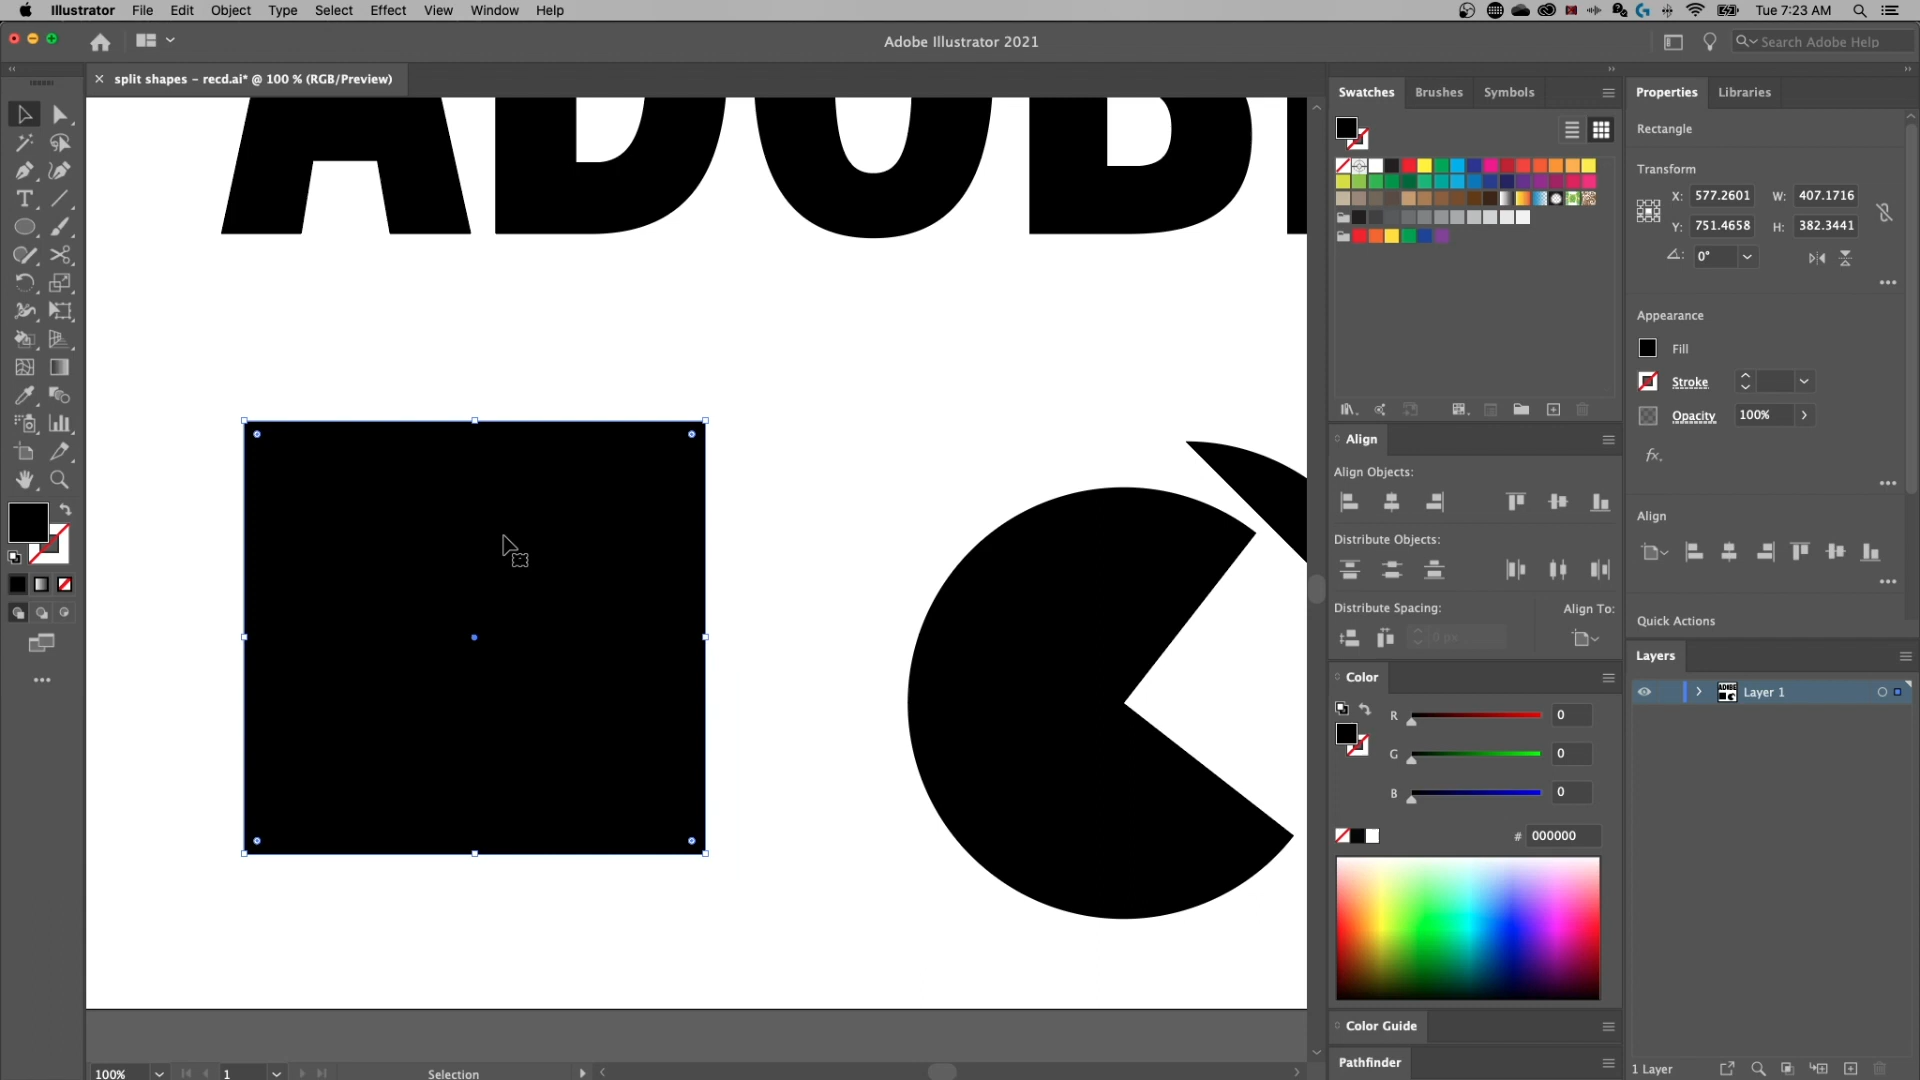 Illustrator File Edit Object Type Select Effect View Window Help Tue 7:23 AM
Adobe Illustrator 2021
Search Adobe Help
× split shapes – recd.ai* @ 100 % (RGB/Preview)
ADOBE
Swatches Brushes Symbols
Properties Libraries
Rectangle
Transform
X: 577.2601 W: 407.1716
Y: 751.4658 H: 382.3441
0°
Appearance
Fill
Stroke
Opacity 100%
fx.
Align
Align Objects:
Distribute Objects:
Distribute Spacing: Align To:
0 px
Align
Quick Actions
Color
R 0
G 0
B 0
# 000000
Color Guide
Pathfinder
Layers
Layer 1
1 Layer
100% 1 Selection